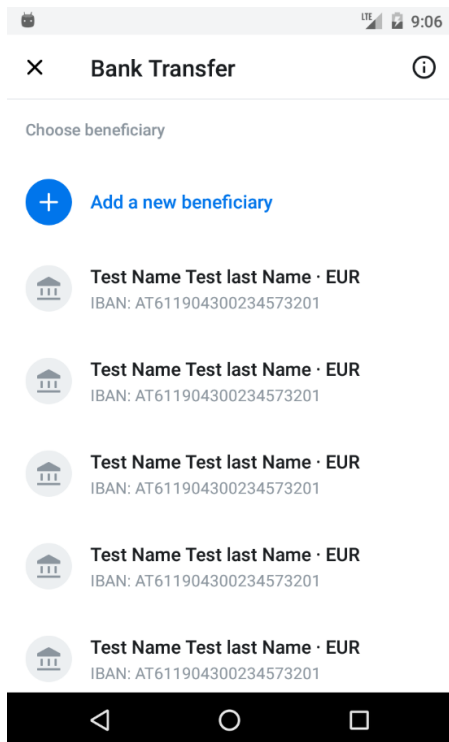 LTE 9:06
Bank Transfer
Choose beneficiary
Add a new beneficiary
Test Name Test last Name · EUR
IBAN: AT611904300234573201
Test Name Test last Name · EUR
IBAN: AT611904300234573201
Test Name Test last Name · EUR
IBAN: AT611904300234573201
Test Name Test last Name · EUR
IBAN: AT611904300234573201
Test Name Test last Name · EUR
IBAN: AT611904300234573201